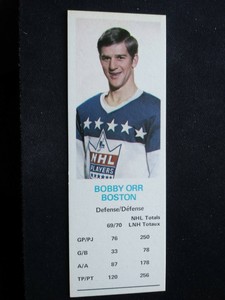 NHL
PLAYERS
BOBBY ORR
BOSTON
Defense/Défense
NHL Totals
69/70 LNH Totaux
GP/PJ 76 250
G/B 33 78
A/A 87 178
TP/PT 120 256